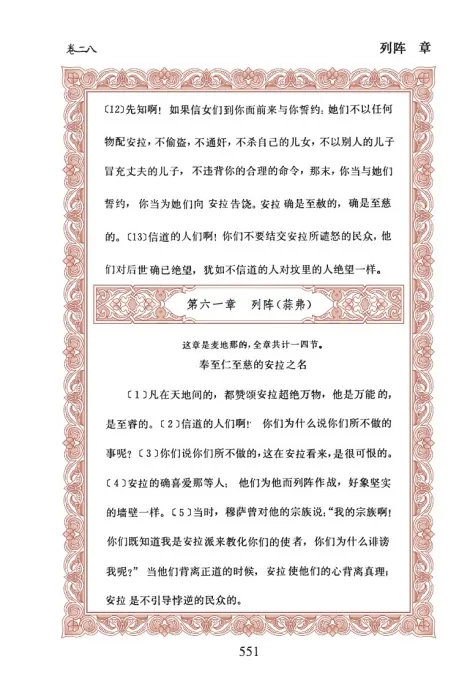 卷二八
列阵 章
〔12〕先知啊！如果信女们到你面前来与你誓约：她们不以任何
物配安拉，不偷盗，不通奸，不杀自己的儿女，不以别人的儿子
冒充丈夫的儿子，不违背你的合理的命令，那末，你当与她们
誓约，你当为她们向安拉告饶。安拉确是至赦的，确是至慈
的。〔13〕信道的人们啊！你们不要结交安拉所谴怒的民众，他
们对后世确已绝望，犹如不信道的人对坟里的人绝望一样。
第六一章 列阵（蒜弗）
这章是麦地那的，全章共计一四节。
奉至仁至慈的安拉之名
〔1〕凡在天地间的，都赞颂安拉超绝万物，他是万能的，
是至睿的。〔2〕信道的人们啊！你们为什么说你们所不做的
事呢？〔3〕你们说你们所不做的，这在安拉看来，是很可恨的。
〔4〕安拉的确喜爱那等人；他们为他而列阵作战，好象坚实
的墙壁一样。〔5〕当时，穆萨曾对他的宗族说：“我的宗族啊！
你们既知道我是安拉派来教化你们的使者，你们为什么诽谤
我呢？”当他们背离正道的时候，安拉使他们的心背离真理；
安拉是不引导悖逆的民众的。
551